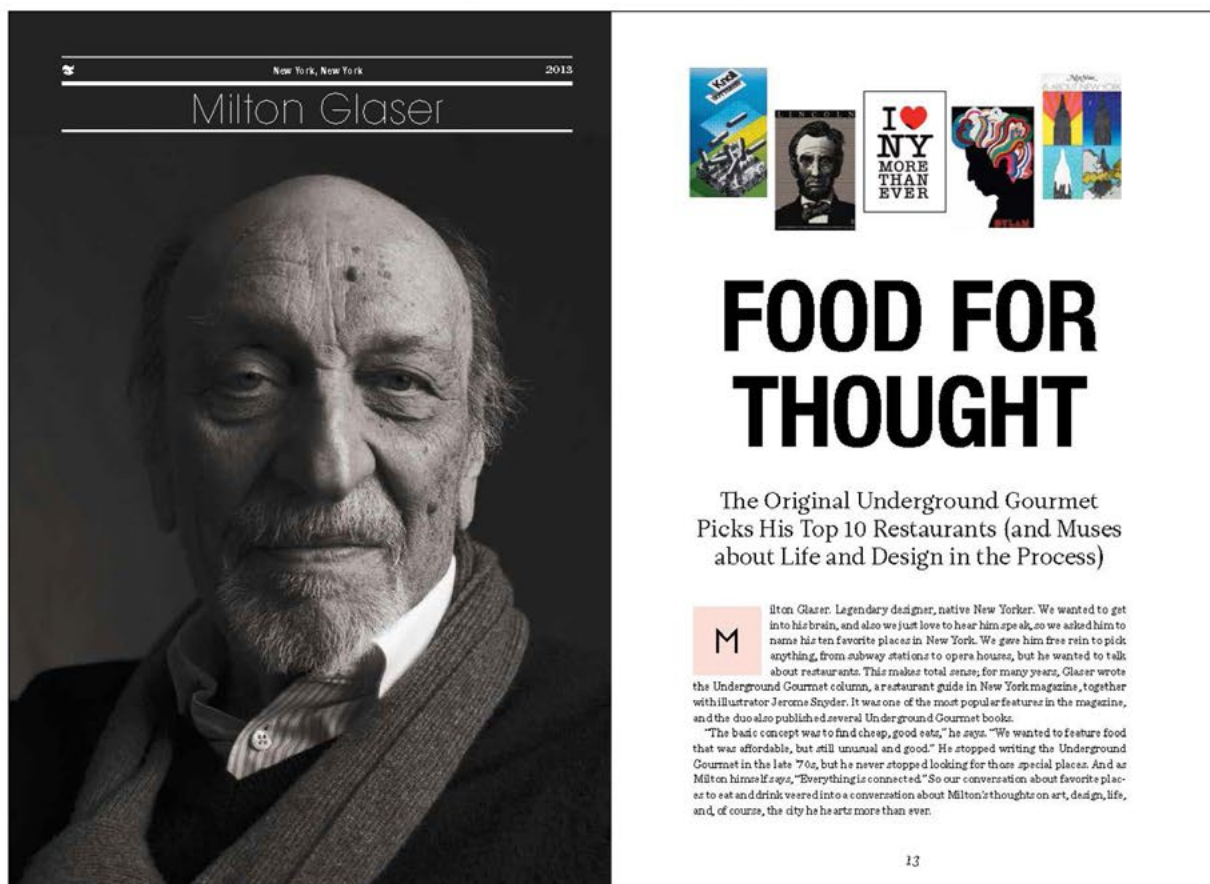 New York, New York
2013
Milton Glaser
Knoll
LINCOLN
I ❤ NY
MORE
THAN
EVER
DYLAN
New York
IS ABOUT NEW YORK
FOOD FOR
THOUGHT
The Original Underground Gourmet
Picks His Top 10 Restaurants (and Muses
about Life and Design in the Process)
Milton Glaser. Legendary designer, native New Yorker. We wanted to get
into his brain, and also we just love to hear him speak, so we asked him to
name his ten favorite places in New York. We gave him free rein to pick
anything, from subway stations to opera houses, but he wanted to talk
about restaurants. This makes total sense; for many years, Glaser wrote
the Underground Gourmet column, a restaurant guide in New York magazine, together
with illustrator Jerome Snyder. It was one of the most popular features in the magazine,
and the duo also published several Underground Gourmet books.
"The basic concept was to find cheap, good eats," he says. "We wanted to feature food
that was affordable, but still unusual and good." He stopped writing the Underground
Gourmet in the late '70s, but he never stopped looking for those special places. And as
Milton himself says, "Everything is connected." So our conversation about favorite plac-
es to eat and drink veered into a conversation about Milton's thoughts on art, design, life,
and, of course, the city he hearts more than ever.
13